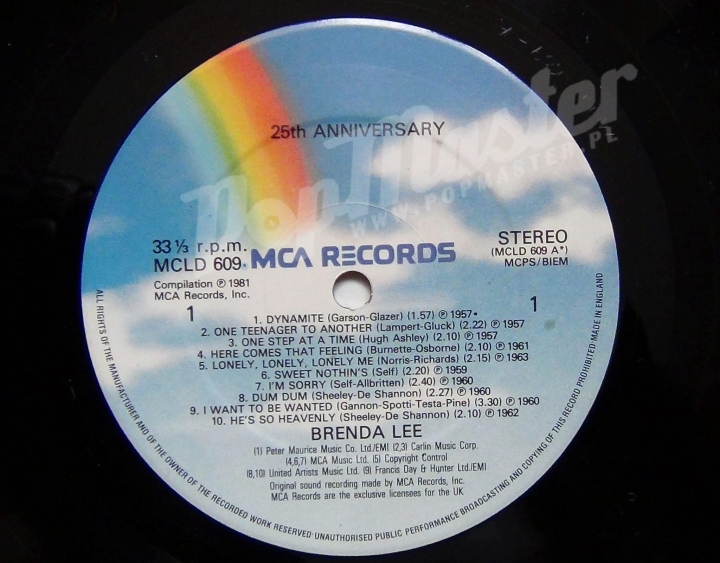 25th ANNIVERSARY
PopMaster
WWW.POPMASTER.PL
33 ⅓ r.p.m.
MCLD 609
MCA RECORDS
STEREO
(MCLD 609 A*)
MCPS/BIEM
Compilation ℗ 1981
MCA Records, Inc.
1
1
1. DYNAMITE (Garson-Glazer) (1.57) ℗ 1957•
2. ONE TEENAGER TO ANOTHER (Lampert-Gluck) (2.22) ℗ 1957
3. ONE STEP AT A TIME (Hugh Ashley) (2.10) ℗ 1957
4. HERE COMES THAT FEELING (Burnette-Osborne) (2.10) ℗ 1961
5. LONELY, LONELY, LONELY ME (Norris-Richards) (2.15) ℗ 1963
6. SWEET NOTHIN'S (Self) (2.20) ℗ 1959
7. I'M SORRY (Self-Allbritten) (2.40) ℗ 1960
8. DUM DUM (Sheeley-De Shannon) (2.27) ℗ 1960
9. I WANT TO BE WANTED (Gannon-Spotti-Testa-Pine) (3.30) ℗ 1960
10. HE'S SO HEAVENLY (Sheeley-De Shannon) (2.10) ℗ 1962
BRENDA LEE
(1) Peter Maurice Music Co. Ltd./EMI (2,3) Carlin Music Corp.
(4,6,7) MCA Music Ltd. (5) Copyright Control
(8,10) United Artists Music Ltd. (9) Francis Day & Hunter Ltd./EMI
Original sound recording made by MCA Records, Inc.
MCA Records are the exclusive licensees for the UK
ALL RIGHTS OF THE MANUFACTURER AND OF THE OWNER OF THE RECORDED WORK RESERVED·UNAUTHORISED PUBLIC PERFORMANCE BROADCASTING AND COPYING OF THIS RECORD PROHIBITED·MADE IN ENGLAND